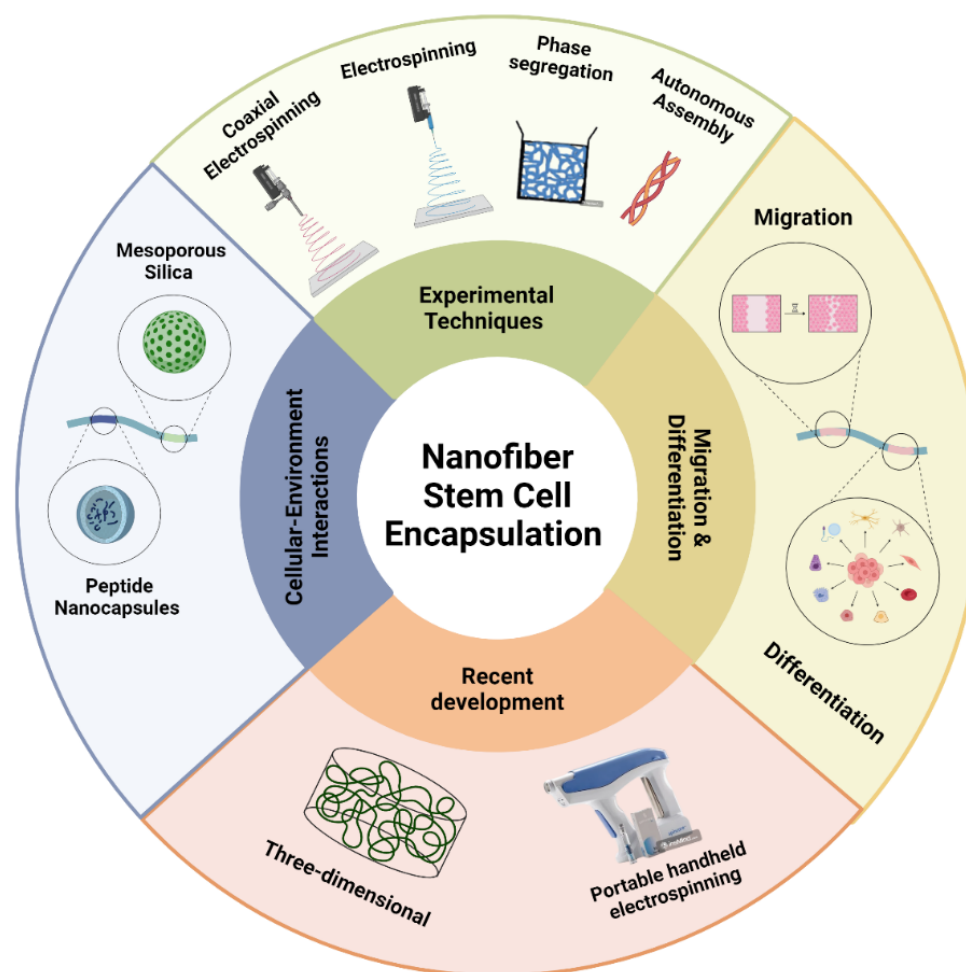 Coaxial
Electrospinning
Electrospinning
Phase
segregation
Autonomous
Assembly
Experimental
Techniques
Mesoporous
Silica
Peptide
Nanocapsules
Cellular-Environment
Interactions
Nanofiber
Stem Cell
Encapsulation
Migration &
Differentiation
Migration
Differentiation
Recent
development
Three-dimensional
Portable handheld
electrospinning